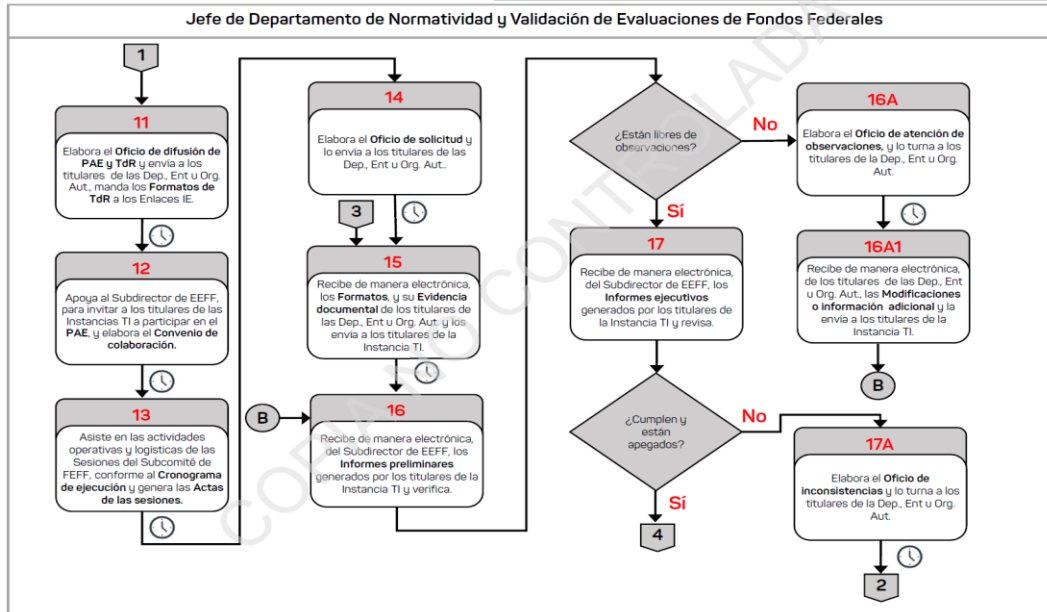 Jefe de Departamento de Normatividad y Validación de Evaluaciones de Fondos Federales
1
11
Elabora el Oficio de difusión de
PAE y TdR y envía a los
titulares de las Dep., Ent u Org.
Aut., manda los Formatos de
TdR a los Enlaces IE.
12
Apoya al Subdirector de EEFF,
para invitar a los titulares de las
Instancias TI a participar en el
PAE, y elabora el Convenio de
colaboración.
13
Asiste en las actividades
operativas y logísticas de las
Sesiones del Subcomité de
FEFF, conforme al Cronograma
de ejecución y genera las Actas
de las sesiones.
14
Elabora el Oficio de solicitud y
lo envía a los titulares de las
Dep., Ent u Org. Aut..
3
15
Recibe de manera electrónica,
los Formatos, y su Evidencia
documental de los titulares de
las Dep., Ent u Org. Aut. y los
envía a los titulares de la
Instancia TI.
B
16
Recibe de manera electrónica,
del Subdirector de EEFF, los
Informes preliminares
generados por los titulares de
la Instancia TI y verifica.
¿Están libres de
observaciones?
No
Sí
17
Recibe de manera electrónica,
del Subdirector de EEFF, los
Informes ejecutivos
generados por los titulares de
la Instancia TI y revisa.
¿Cumplen y
están
apegados?
No
Sí
4
16A
Elabora el Oficio de atención de
observaciones, y lo turna a los
titulares de la Dep., Ent u Org.
Aut.
16A1
Recibe de manera electrónica,
de los titulares de las Dep., Ent
u Org. Aut., las Modificaciones
o información adicional y la
envía a los titulares de la
Instancia TI.
B
17A
Elabora el Oficio de
inconsistencias y lo turna a los
titulares de la Dep., Ent u Org.
Aut.
2
COPIA NO CONTROLADA